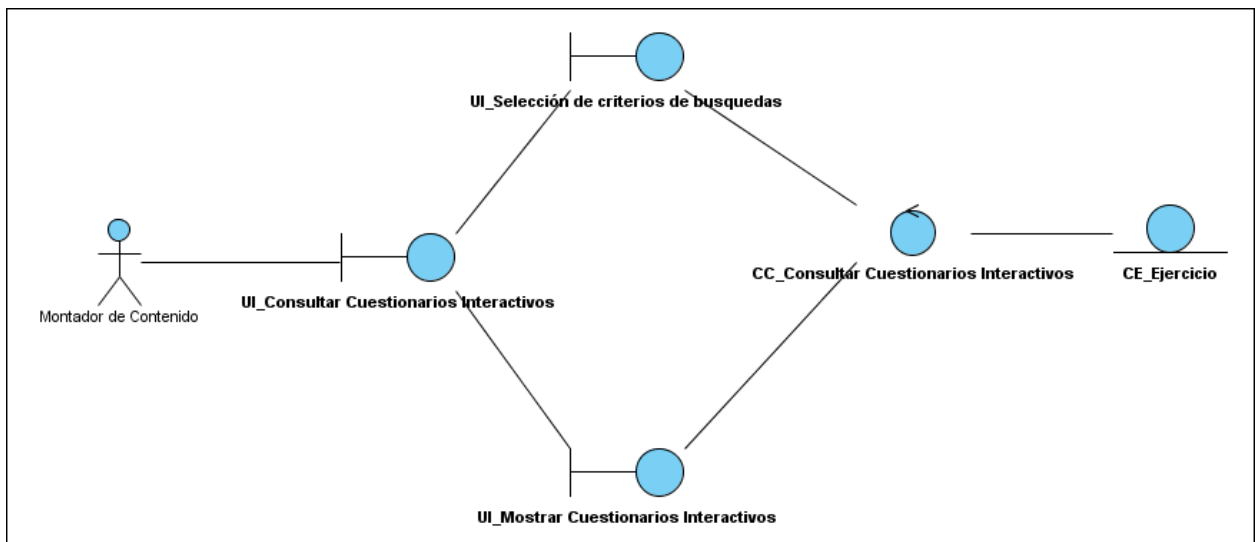 UI_Selección de criterios de busquedas
UI_Consultar Cuestionarios Interactivos
Montador de Contenido
CC_Consultar Cuestionarios Interactivos
CE_Ejercicio
UI_Mostrar Cuestionarios Interactivos